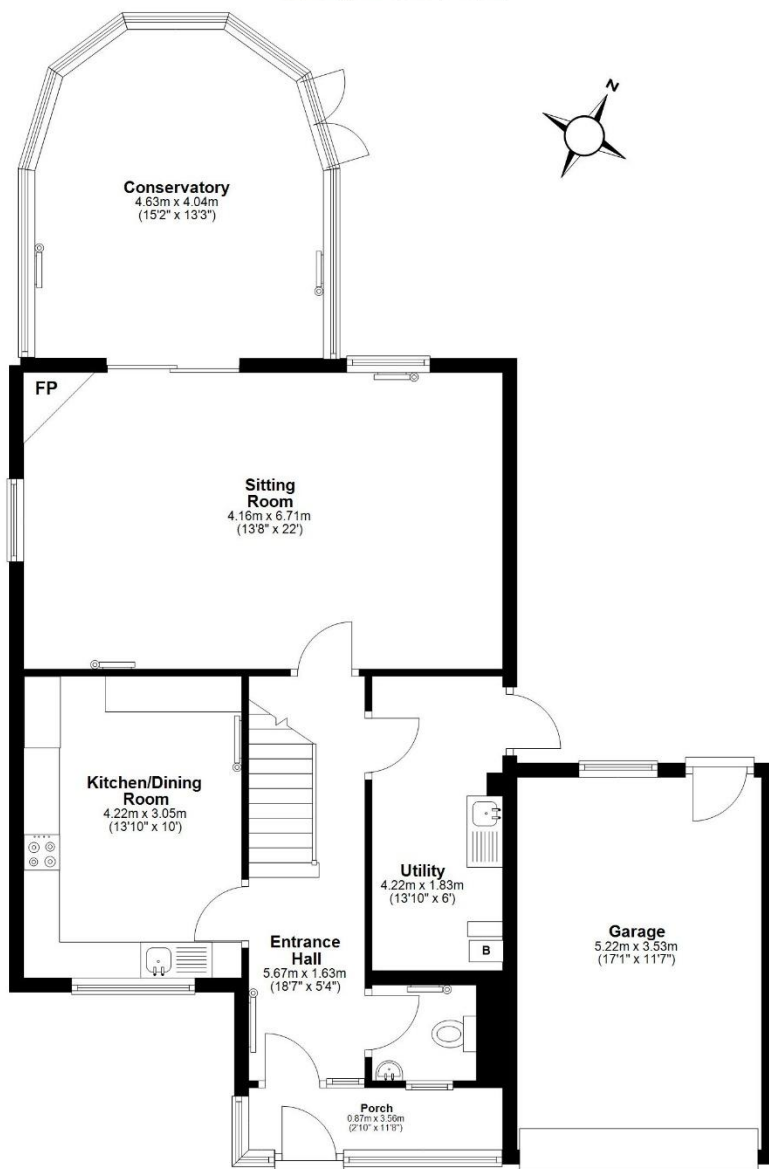 N
Conservatory
4.63m x 4.04m
(15'2" x 13'3")
FP
Sitting
Room
4.16m x 6.71m
(13'8" x 22')
Kitchen/Dining
Room
4.22m x 3.05m
(13'10" x 10')
Utility
4.22m x 1.83m
(13'10" x 6')
B
Entrance
Hall
5.67m x 1.63m
(18'7" x 5'4")
Garage
5.22m x 3.53m
(17'1" x 11'7")
Porch
0.87m x 3.56m
(2'10" x 11'8")